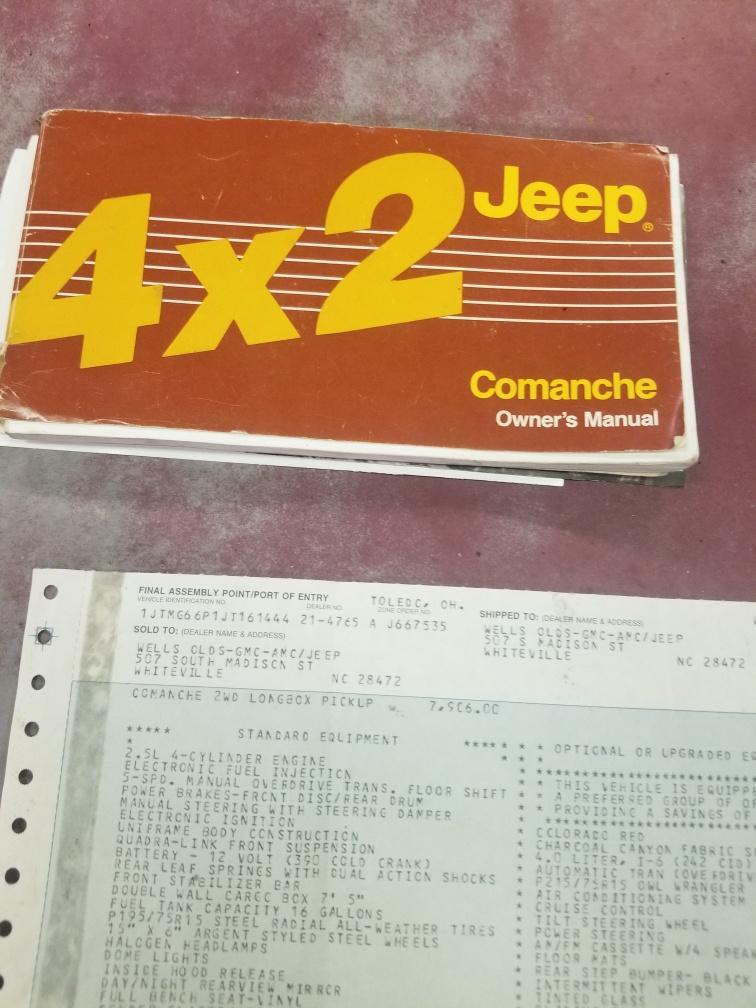 4x2 Jeep®
Comanche
Owner's Manual
FINAL ASSEMBLY POINT/PORT OF ENTRY TOLEDO, OH.
VEHICLE IDENTIFICATION NO. DEALER NO. ZONE ORDER NO.
1JTMG66P1JT161444 21-4765 A J667535
SHIPPED TO: (DEALER NAME & ADDRESS)
WELLS OLDS-GMC-AMC/JEEP
507 S MADISON ST
WHITEVILLE NC 28472
SOLD TO: (DEALER NAME & ADDRESS)
WELLS OLDS-GMC-AMC/JEEP
507 SOUTH MADISON ST
WHITEVILLE NC 28472
COMANCHE 2WD LONGBOX PICKUP 7,906.00
***** STANDARD EQUIPMENT *****
2.5L 4-CYLINDER ENGINE
ELECTRONIC FUEL INJECTION
5-SPD. MANUAL OVERDRIVE TRANS. FLOOR SHIFT
POWER BRAKES-FRONT DISC/REAR DRUM
MANUAL STEERING WITH STEERING DAMPER
ELECTRONIC IGNITION
UNIFRAME BODY CONSTRUCTION
QUADRA-LINK FRONT SUSPENSION
BATTERY - 12 VOLT (390 COLD CRANK)
REAR LEAF SPRINGS WITH DUAL ACTION SHOCKS
FRONT STABILIZER BAR
DOUBLE WALL CARGO BOX 7' 5"
FUEL TANK CAPACITY 16 GALLONS
P195/75R15 STEEL RADIAL ALL-WEATHER TIRES
15" X 6" ARGENT STYLED STEEL WHEELS
HALOGEN HEADLAMPS
DOME LIGHTS
INSIDE HOOD RELEASE
DAY/NIGHT REARVIEW MIRROR
FULL BENCH SEAT-VINYL
* OPTIONAL OR UPGRADED EQ
* THIS VEHICLE IS EQUIPPE
* A PREFERRED GROUP OF O
* PROVIDING A SAVINGS OF
* COLORADO RED
* CHARCOAL CANYON FABRIC S
* 4.0 LITER, I-6 (242 CID)
* AUTOMATIC TRAN (OVERDRIV
* P215/75R15 OWL WRANGLER
* AIR CONDITIONING SYSTEM
* CRUISE CONTROL
* TILT STEERING WHEEL
* POWER STEERING
* AM/FM CASSETTE W/4 SPEAK
* FLOOR MATS
* REAR STEP BUMPER- BLACK
* INTERMITTENT WIPERS
* TINTED GLASS